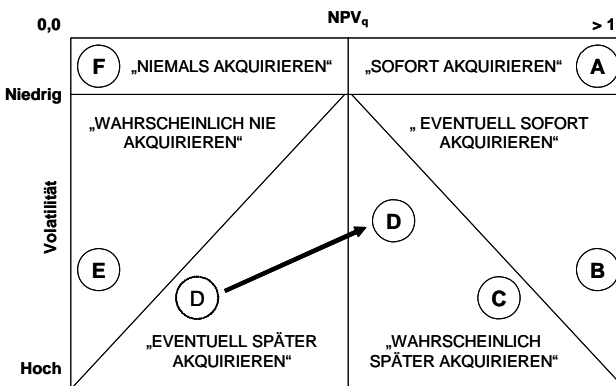 0,0 NPVq > 1
F „NIEMALS AKQUIRIEREN“ „SOFORT AKQUIRIEREN“ A
Niedrig
„WAHRSCHEINLICH NIE
AKQUIRIEREN“
„ EVENTUELL SOFORT
AKQUIRIEREN“
Volatilität
D
E
D
C
B
„EVENTUELL SPÄTER
AKQUIRIEREN“
„WAHRSCHEINLICH
SPÄTER AKQUIRIEREN“
Hoch